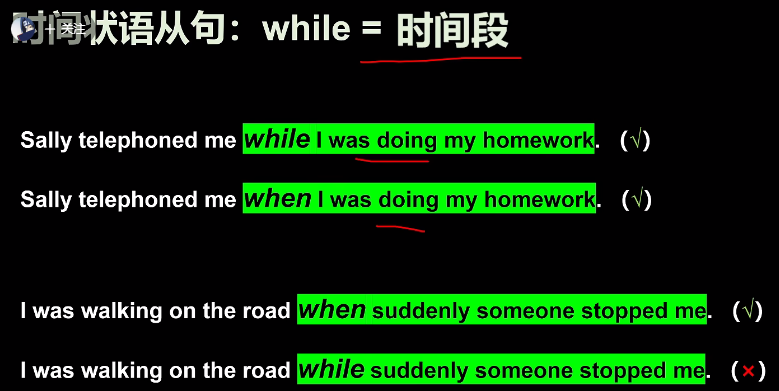 时间状语从句：while = 时间段
+ 关注
Sally telephoned me while I was doing my homework. (√)
Sally telephoned me when I was doing my homework. (√)
I was walking on the road when suddenly someone stopped me. (√)
I was walking on the road while suddenly someone stopped me. (×)